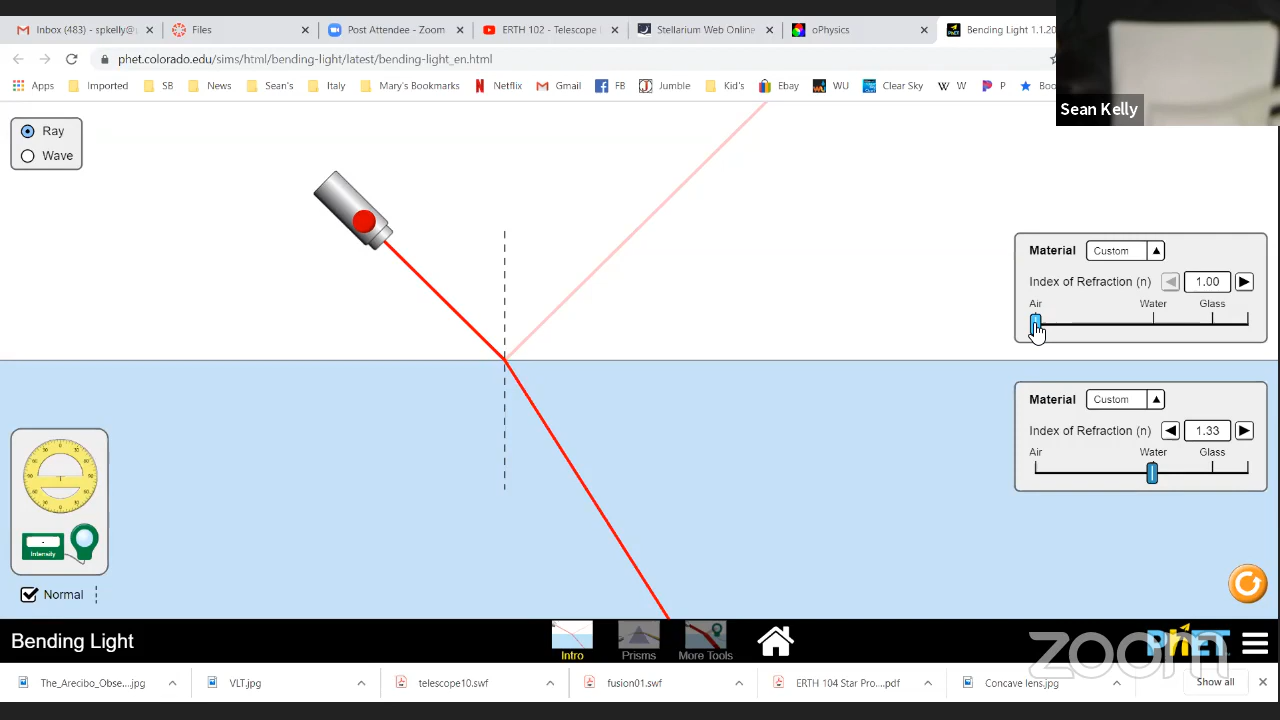 Inbox (483) - spkelly@
Files
Post Attendee - Zoom
ERTH 102 - Telescope
Stellarium Web Online
oPhysics
Bending Light 1.1.20
phet.colorado.edu/sims/html/bending-light/latest/bending-light_en.html
Apps
Imported
SB
News
Sean's
Italy
Mary's Bookmarks
Netflix
Gmail
FB
Jumble
Kid's
Ebay
WU
Clear Sky
W
P
Boo
Sean Kelly
Ray
Wave
Material Custom
Index of Refraction (n) 1.00
Air Water Glass
Material Custom
Index of Refraction (n) 1.33
Air Water Glass
Intensity
Normal
Bending Light
Intro
Prisms
More Tools
PhET
zoom
The_Arecibo_Obse....jpg
VLT.jpg
telescope10.swf
fusion01.swf
ERTH 104 Star Pro....pdf
Concave lens.jpg
Show all